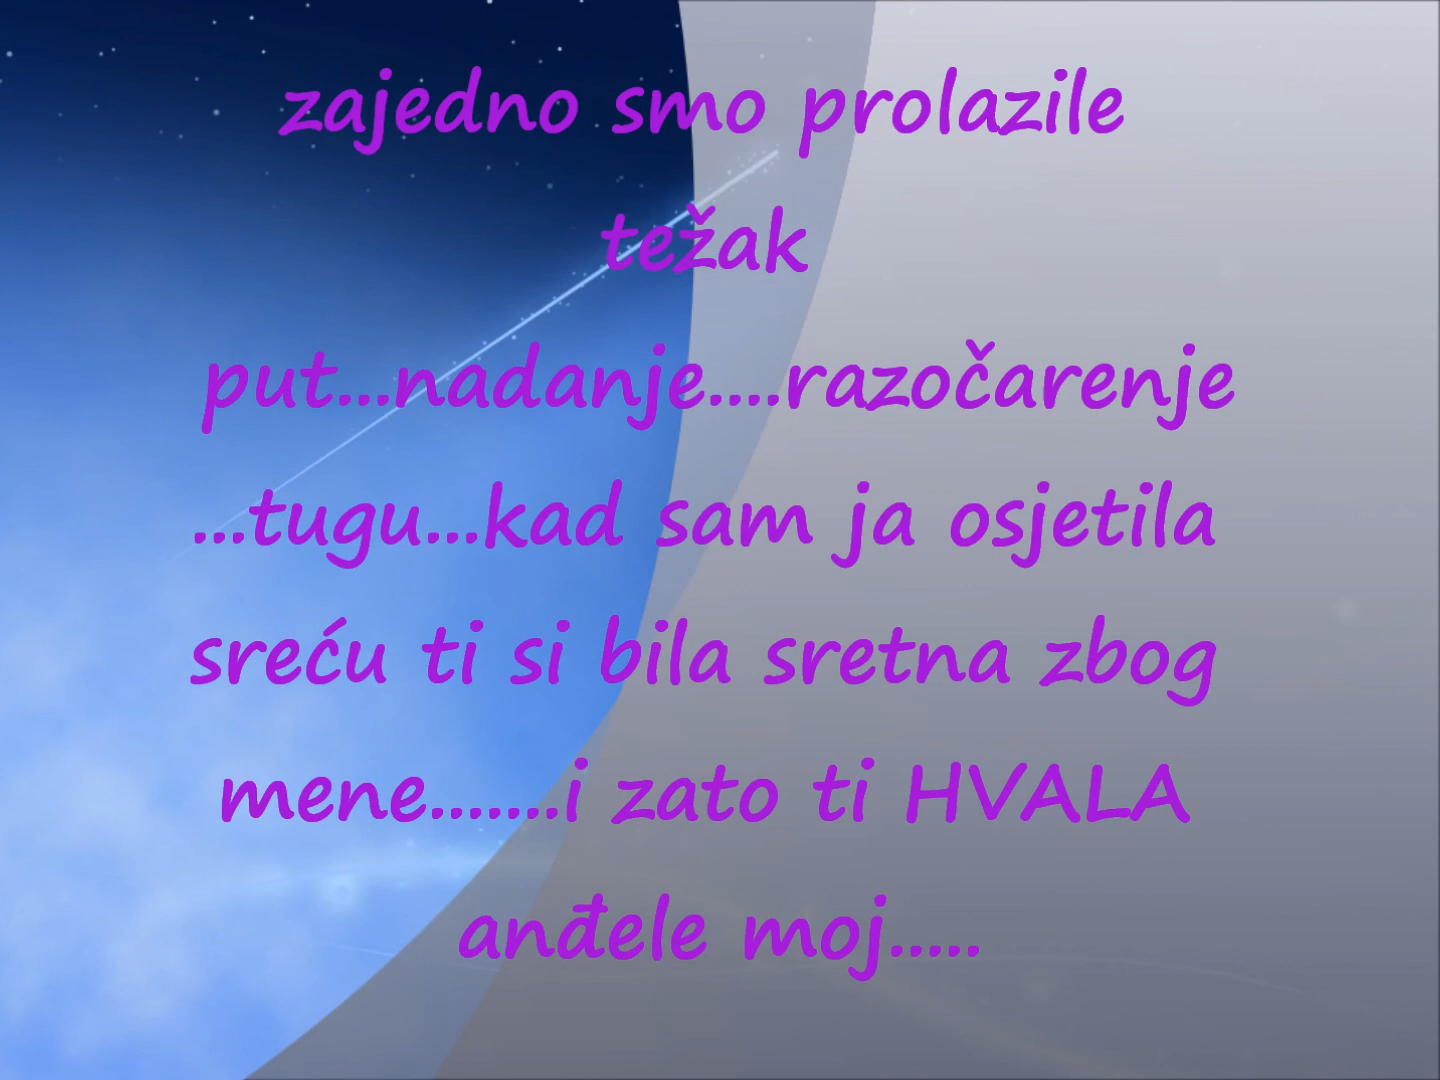 zajedno smo prolazile
težak
put...nadanje....razočarenje
...tugu...kad sam ja osjetila
sreću ti si bila sretna zbog
mene.......i zato ti HVALA
anđele moj.....